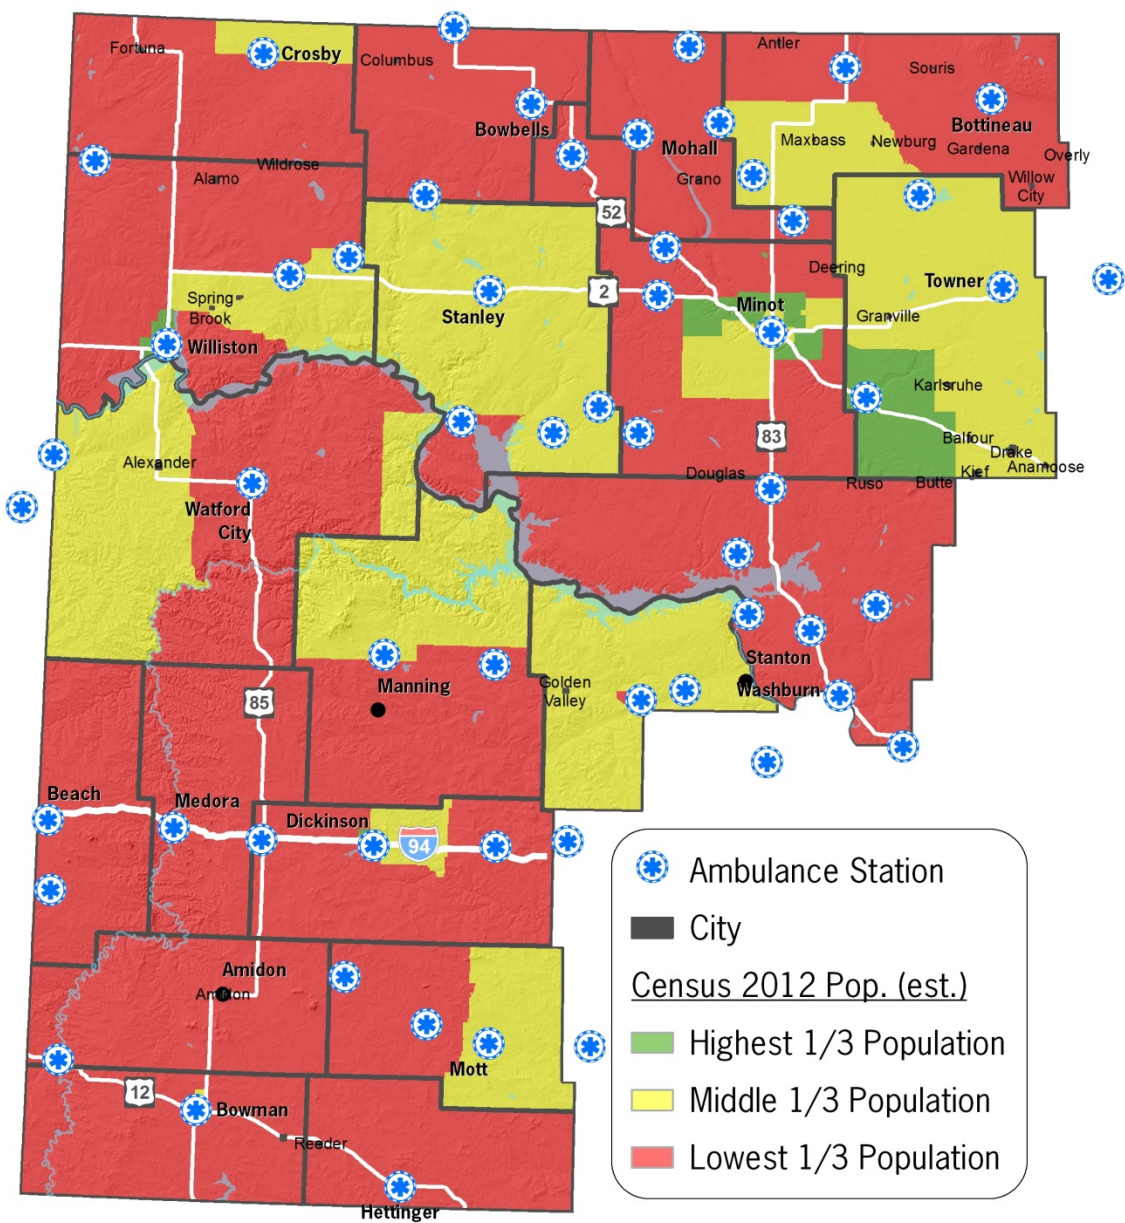 Fortuna
Crosby
Columbus
Antler
Souris
Bowbells
Mohall
Maxbass
Newburg
Bottineau
Gardena
Overly
Wildrose
Alamo
Grano
Willow
City
52
Deering
Towner
Spring
Brook
Stanley
2
Minot
Granville
Williston
Karlsruhe
83
Balfour
Drake
Anamoose
Kief
Alexander
Douglas
Ruso
Butte
Watford
City
Stanton
Washburn
Golden
Valley
Manning
85
Beach
Medora
Dickinson
94
Amidon
Amidon
Mott
12
Bowman
Reeder
Hettinger
Ambulance Station
City
Census 2012 Pop. (est.)
Highest 1/3 Population
Middle 1/3 Population
Lowest 1/3 Population